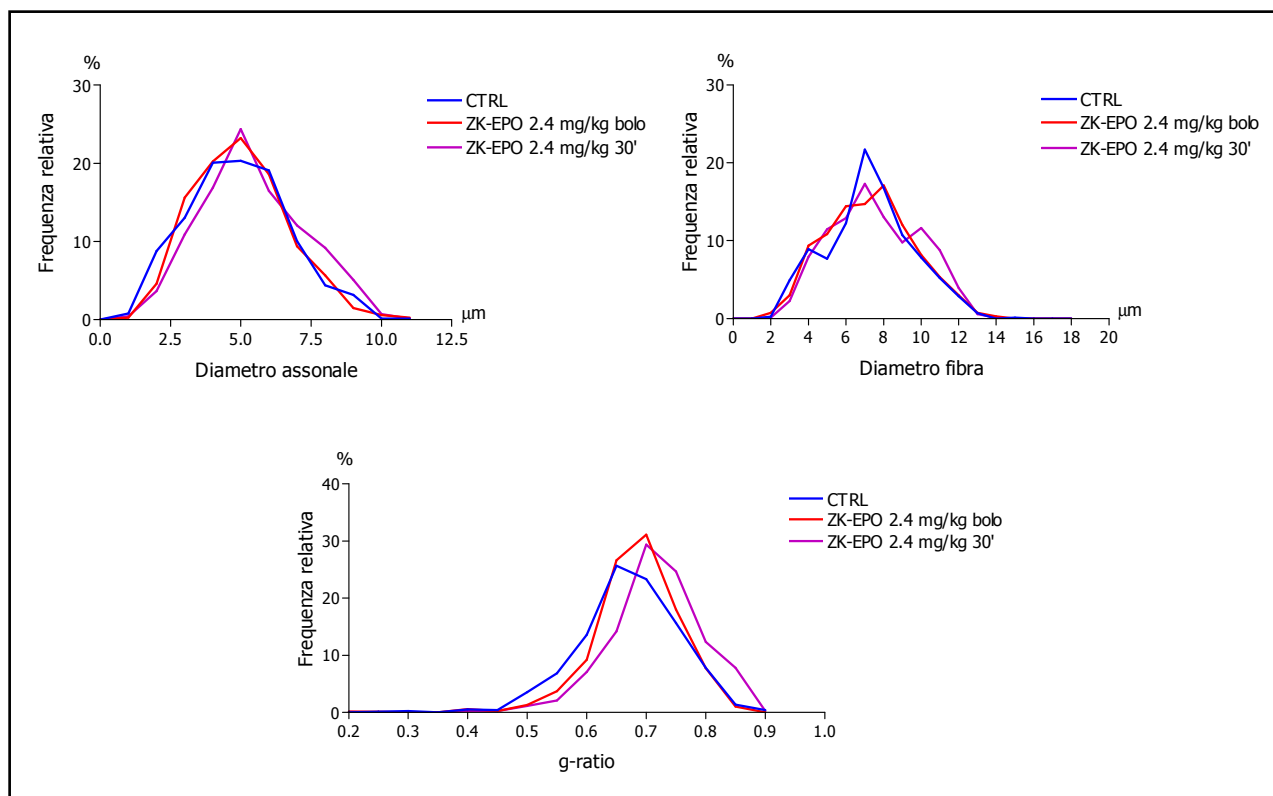 %
30
20
10
0
Frequenza relativa
0.0 2.5 5.0 7.5 10.0 12.5
µm
Diametro assonale
CTRL
ZK-EPO 2.4 mg/kg bolo
ZK-EPO 2.4 mg/kg 30'
%
30
20
10
0
Frequenza relativa
0 2 4 6 8 10 12 14 16 18 20
µm
Diametro fibra
CTRL
ZK-EPO 2.4 mg/kg bolo
ZK-EPO 2.4 mg/kg 30'
%
40
30
20
10
0
Frequenza relativa
0.2 0.3 0.4 0.5 0.6 0.7 0.8 0.9 1.0
g-ratio
CTRL
ZK-EPO 2.4 mg/kg bolo
ZK-EPO 2.4 mg/kg 30'